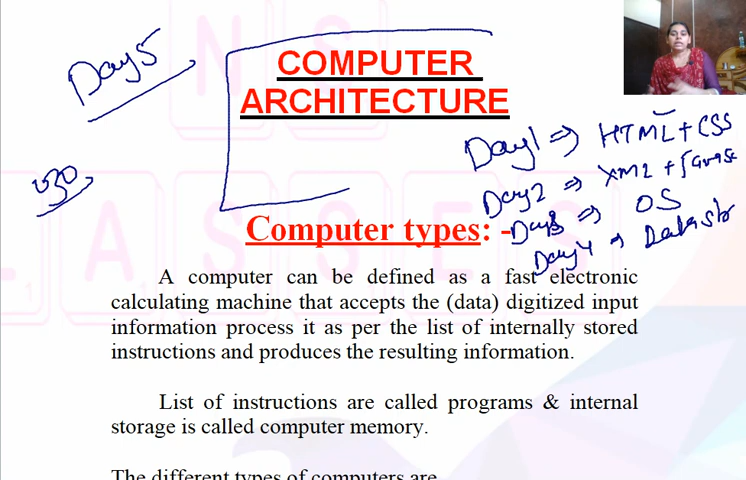 Day5
COMPUTER
ARCHITECTURE
Day1 => HTML + CSS
Day2 => XML +
Day3 => OS
Day4 =>
Computer types: -
A computer can be defined as a fast electronic
calculating machine that accepts the (data) digitized input
information process it as per the list of internally stored
instructions and produces the resulting information.
List of instructions are called programs & internal
storage is called computer memory.
The different types of computers are